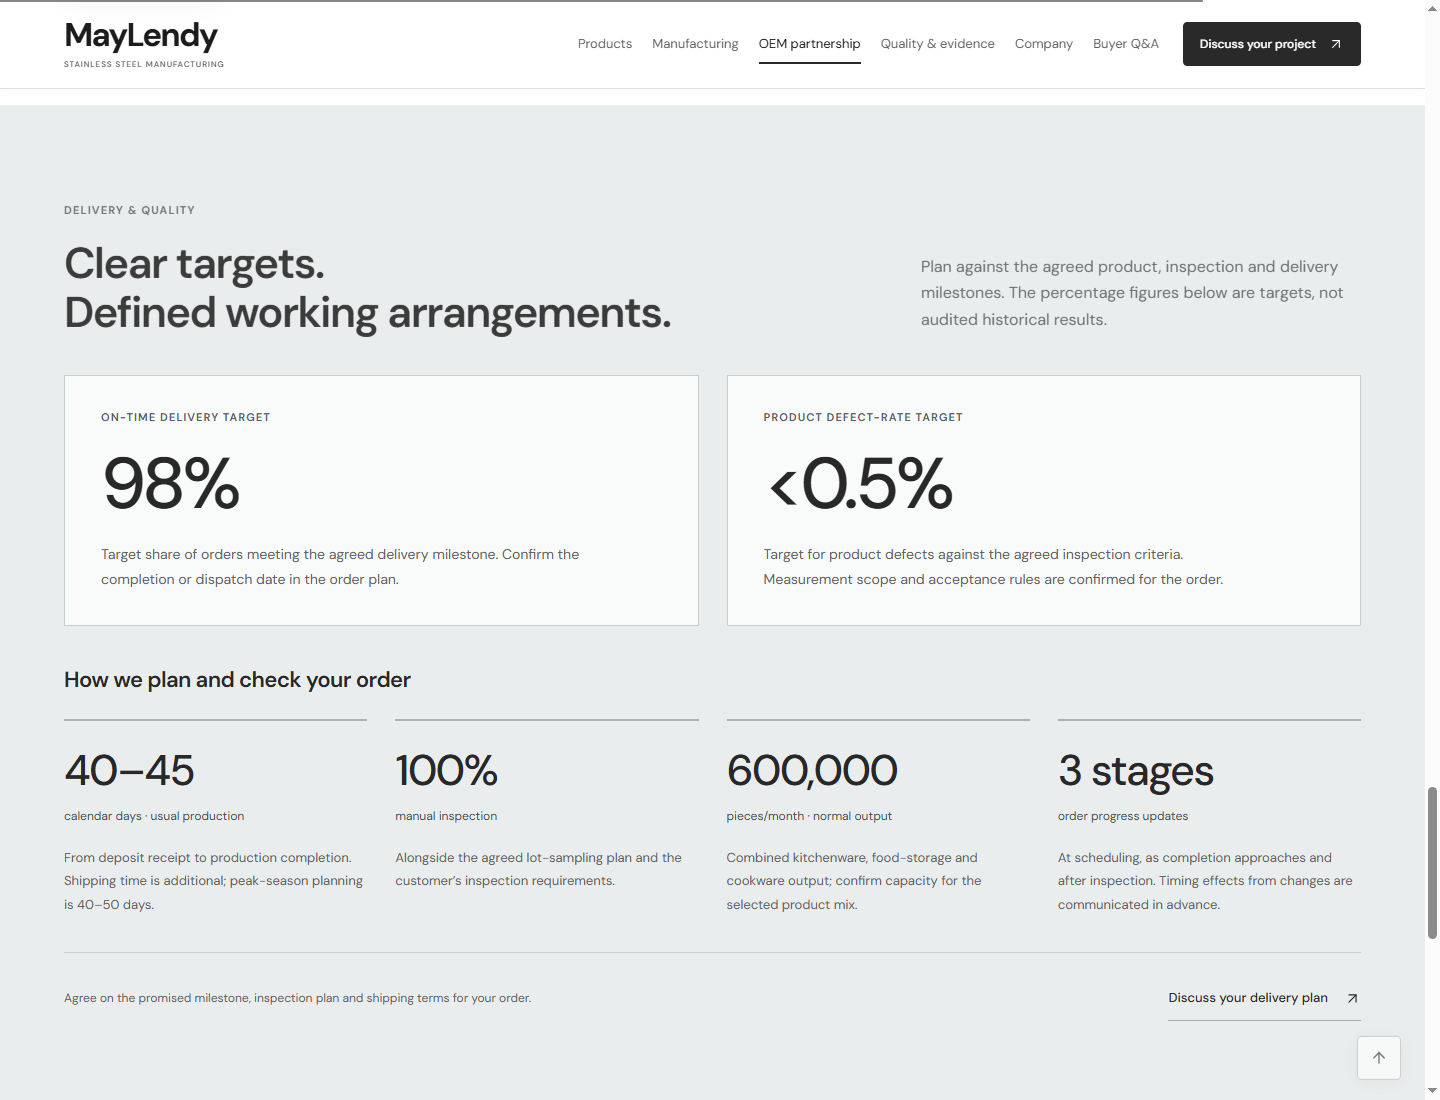 MayLendy
STAINLESS STEEL MANUFACTURING
Products
Manufacturing
OEM partnership
Quality & evidence
Company
Buyer Q&A
Discuss your project
DELIVERY & QUALITY
Clear targets.
Defined working arrangements.
Plan against the agreed product, inspection and delivery
milestones. The percentage figures below are targets, not
audited historical results.
ON-TIME DELIVERY TARGET
98%
Target share of orders meeting the agreed delivery milestone. Confirm the
completion or dispatch date in the order plan.
PRODUCT DEFECT-RATE TARGET
<0.5%
Target for product defects against the agreed inspection criteria.
Measurement scope and acceptance rules are confirmed for the order.
How we plan and check your order
40–45
calendar days · usual production
From deposit receipt to production completion.
Shipping time is additional; peak-season planning
is 40–50 days.
100%
manual inspection
Alongside the agreed lot-sampling plan and the
customer’s inspection requirements.
600,000
pieces/month · normal output
Combined kitchenware, food-storage and
cookware output; confirm capacity for the
selected product mix.
3 stages
order progress updates
At scheduling, as completion approaches and
after inspection. Timing effects from changes are
communicated in advance.
Agree on the promised milestone, inspection plan and shipping terms for your order.
Discuss your delivery plan